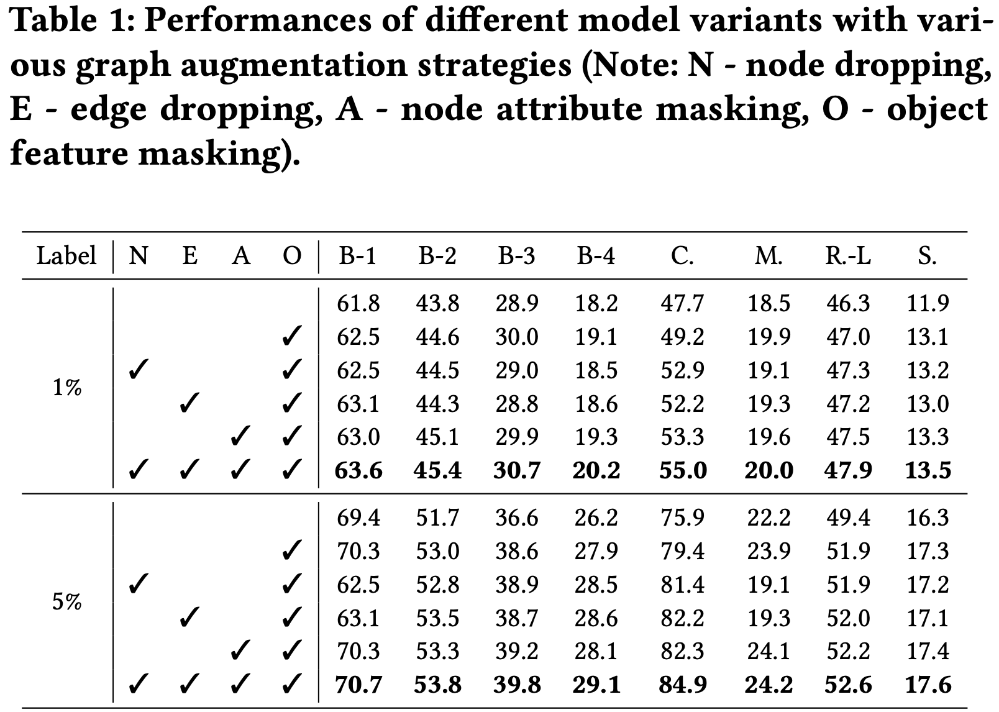 Table 1: Performances of different model variants with vari-
ous graph augmentation strategies (Note: N - node dropping,
E - edge dropping, A - node attribute masking, O - object
feature masking).
Label N E A O B-1 B-2 B-3 B-4 C. M. R.-L S.
61.8 43.8 28.9 18.2 47.7 18.5 46.3 11.9
✓ 62.5 44.6 30.0 19.1 49.2 19.9 47.0 13.1
✓ ✓ 62.5 44.5 29.0 18.5 52.9 19.1 47.3 13.2
1%
✓ ✓ 63.1 44.3 28.8 18.6 52.2 19.3 47.2 13.0
✓ ✓ 63.0 45.1 29.9 19.3 53.3 19.6 47.5 13.3
✓ ✓ ✓ ✓ 63.6 45.4 30.7 20.2 55.0 20.0 47.9 13.5
69.4 51.7 36.6 26.2 75.9 22.2 49.4 16.3
✓ 70.3 53.0 38.6 27.9 79.4 23.9 51.9 17.3
✓ ✓ 62.5 52.8 38.9 28.5 81.4 19.1 51.9 17.2
5%
✓ ✓ 63.1 53.5 38.7 28.6 82.2 19.3 52.0 17.1
✓ ✓ 70.3 53.3 39.2 28.1 82.3 24.1 52.2 17.4
✓ ✓ ✓ ✓ 70.7 53.8 39.8 29.1 84.9 24.2 52.6 17.6